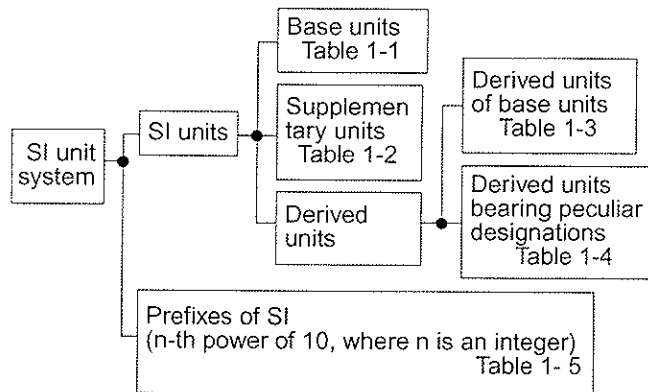 SI unit
system
SI units
Base units
Table 1-1
Supplemen
tary units
Table 1-2
Derived
units
Derived units
of base units
Table 1-3
Derived units
bearing peculiar
designations
Table 1-4
Prefixes of SI
(n-th power of 10, where n is an integer)
Table 1- 5